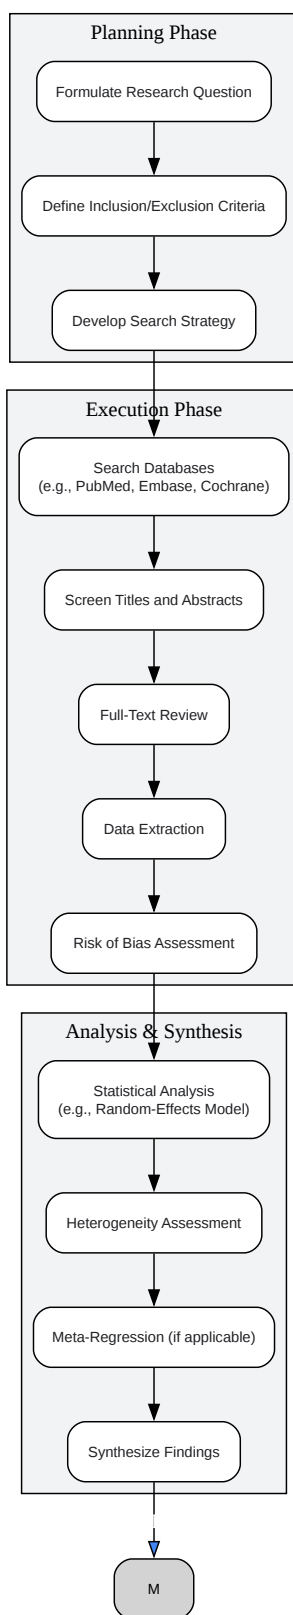 Planning Phase
Formulate Research Question
Define Inclusion/Exclusion Criteria
Develop Search Strategy
Execution Phase
Search Databases
(e.g., PubMed, Embase, Cochrane)
Screen Titles and Abstracts
Full-Text Review
Data Extraction
Risk of Bias Assessment
Analysis & Synthesis
Statistical Analysis
(e.g., Random-Effects Model)
Heterogeneity Assessment
Meta-Regression (if applicable)
Synthesize Findings
M